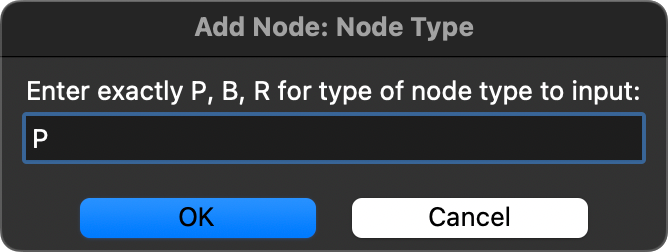 Add Node: Node Type
Enter exactly P, B, R for type of node type to input:
P
OK
Cancel